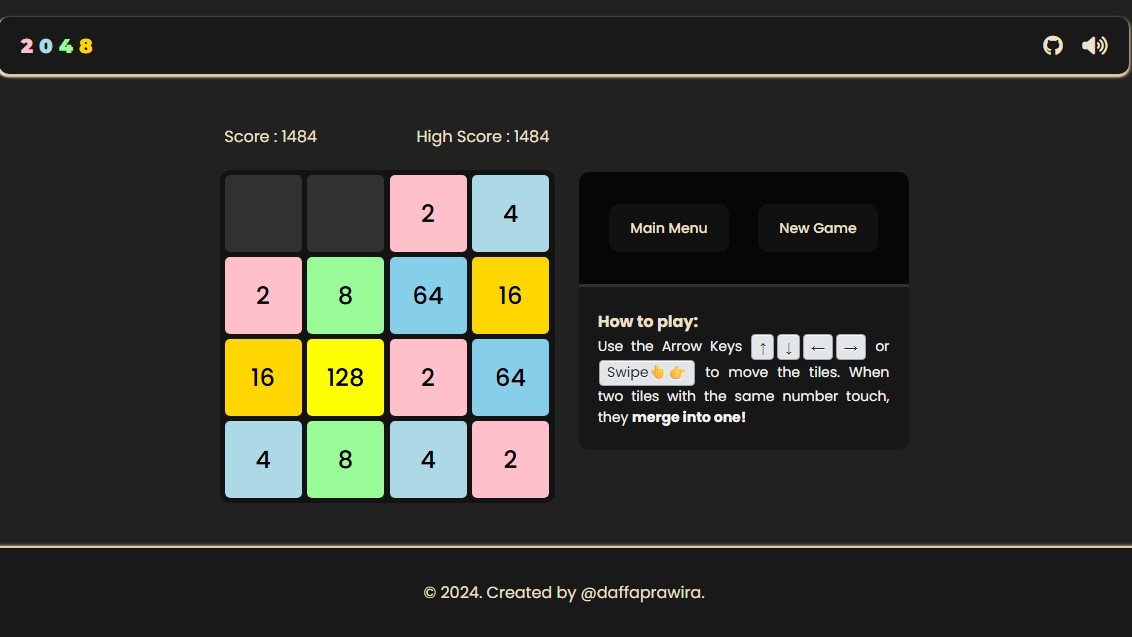 2048
Score : 1484 High Score : 1484
2 4
2 8 64 16
16 128 2 64
4 8 4 2
Main Menu New Game
How to play:
Use the Arrow Keys ↑ ↓ ← → or
Swipe👆👉 to move the tiles. When
two tiles with the same number touch,
they merge into one!
© 2024. Created by @daffaprawira.